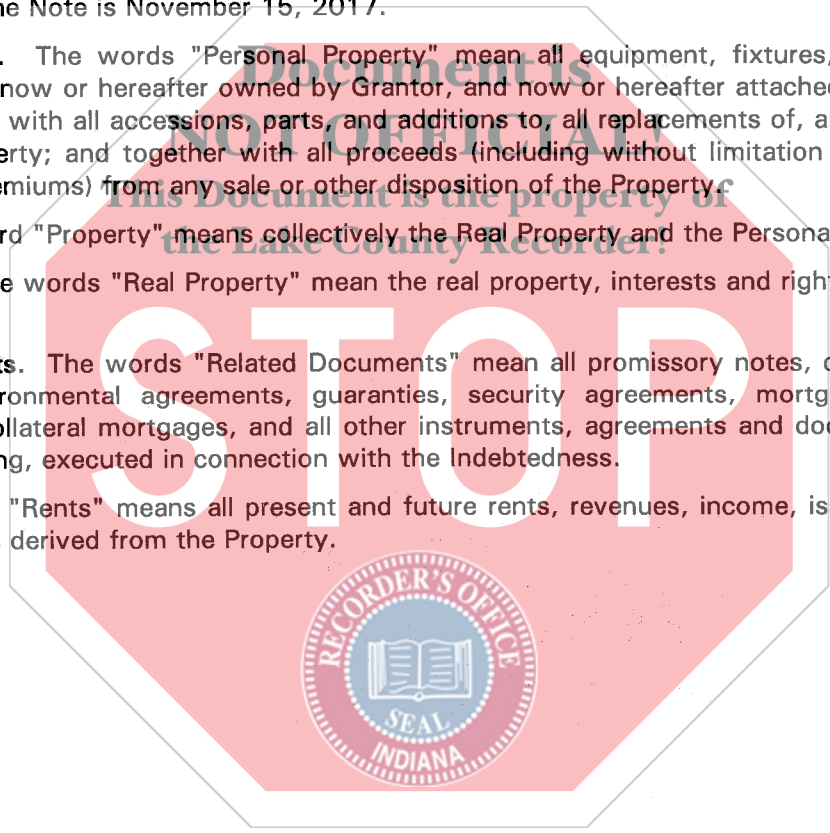 ne Note is November 15, 2017.
. The words "Personal Property" mean all equipment, fixtures,
now or hereafter owned by Grantor, and now or hereafter attached
with all accessions, parts, and additions to, all replacements of, a
erty; and together with all proceeds (including without limitation
emiums) from any sale or other disposition of the Property.
rd "Property" means collectively the Real Property and the Persona
e words "Real Property" mean the real property, interests and right
ts. The words "Related Documents" mean all promissory notes, c
ronmental agreements, guaranties, security agreements, mortg
ollateral mortgages, and all other instruments, agreements and doc
ng, executed in connection with the Indebtedness.
"Rents" means all present and future rents, revenues, income, is
derived from the Property.
Document is
NOT OFFICIAL!
This Document is the property of
the Lake County Recorder!
STOP
RECORDER'S OFFICE
SEAL
INDIANA